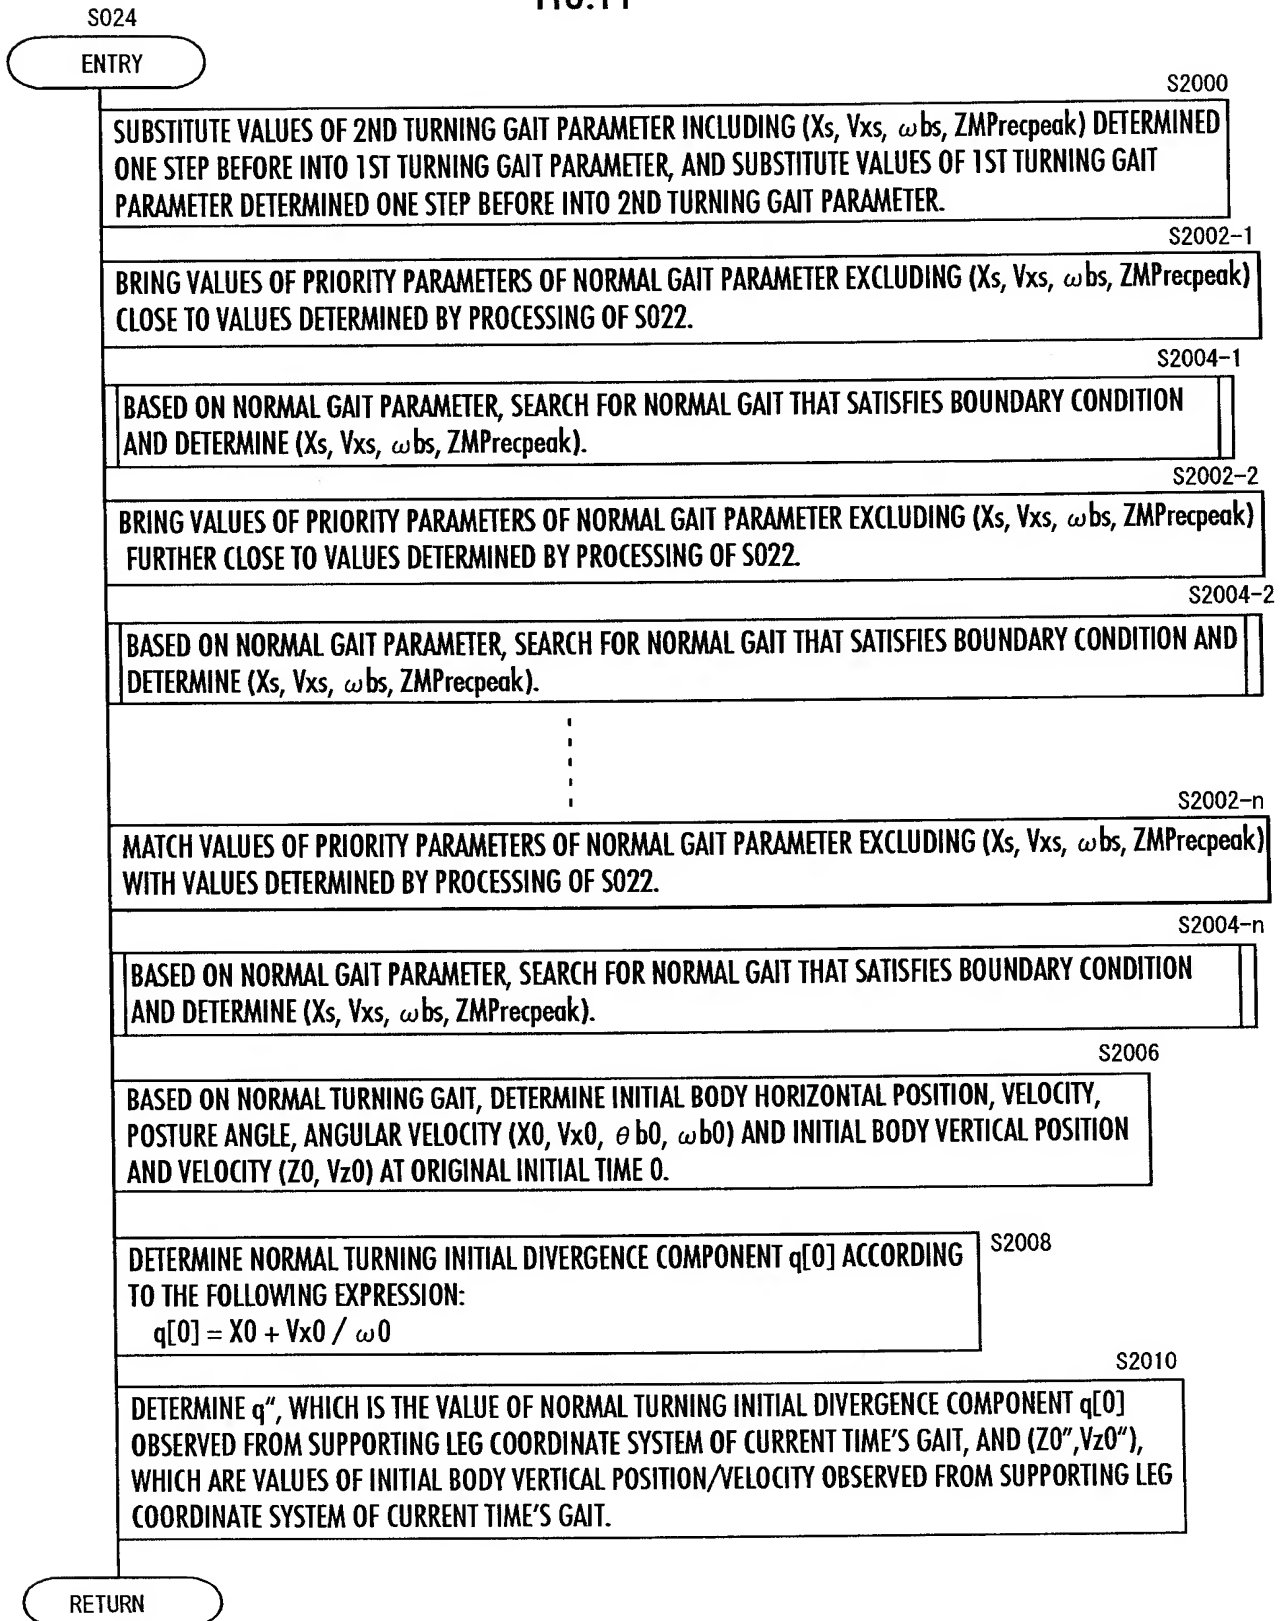 S024
ENTRY
S2000
SUBSTITUTE VALUES OF 2ND TURNING GAIT PARAMETER INCLUDING (Xs, Vxs, ωbs, ZMPrecpeak) DETERMINED
ONE STEP BEFORE INTO 1ST TURNING GAIT PARAMETER, AND SUBSTITUTE VALUES OF 1ST TURNING GAIT
PARAMETER DETERMINED ONE STEP BEFORE INTO 2ND TURNING GAIT PARAMETER.
S2002-1
BRING VALUES OF PRIORITY PARAMETERS OF NORMAL GAIT PARAMETER EXCLUDING (Xs, Vxs, ωbs, ZMPrecpeak)
CLOSE TO VALUES DETERMINED BY PROCESSING OF S022.
S2004-1
BASED ON NORMAL GAIT PARAMETER, SEARCH FOR NORMAL GAIT THAT SATISFIES BOUNDARY CONDITION
AND DETERMINE (Xs, Vxs, ωbs, ZMPrecpeak).
S2002-2
BRING VALUES OF PRIORITY PARAMETERS OF NORMAL GAIT PARAMETER EXCLUDING (Xs, Vxs, ωbs, ZMPrecpeak)
FURTHER CLOSE TO VALUES DETERMINED BY PROCESSING OF S022.
S2004-2
BASED ON NORMAL GAIT PARAMETER, SEARCH FOR NORMAL GAIT THAT SATISFIES BOUNDARY CONDITION AND
DETERMINE (Xs, Vxs, ωbs, ZMPrecpeak).
S2002-n
MATCH VALUES OF PRIORITY PARAMETERS OF NORMAL GAIT PARAMETER EXCLUDING (Xs, Vxs, ωbs, ZMPrecpeak)
WITH VALUES DETERMINED BY PROCESSING OF S022.
S2004-n
BASED ON NORMAL GAIT PARAMETER, SEARCH FOR NORMAL GAIT THAT SATISFIES BOUNDARY CONDITION
AND DETERMINE (Xs, Vxs, ωbs, ZMPrecpeak).
S2006
BASED ON NORMAL TURNING GAIT, DETERMINE INITIAL BODY HORIZONTAL POSITION, VELOCITY,
POSTURE ANGLE, ANGULAR VELOCITY (X0, Vx0, θb0, ωb0) AND INITIAL BODY VERTICAL POSITION
AND VELOCITY (Z0, Vz0) AT ORIGINAL INITIAL TIME 0.
S2008
DETERMINE NORMAL TURNING INITIAL DIVERGENCE COMPONENT q[0] ACCORDING
TO THE FOLLOWING EXPRESSION:
q[0] = X0 + Vx0 / ω0
S2010
DETERMINE q", WHICH IS THE VALUE OF NORMAL TURNING INITIAL DIVERGENCE COMPONENT q[0]
OBSERVED FROM SUPPORTING LEG COORDINATE SYSTEM OF CURRENT TIME'S GAIT, AND (Z0",Vz0"),
WHICH ARE VALUES OF INITIAL BODY VERTICAL POSITION/VELOCITY OBSERVED FROM SUPPORTING LEG
COORDINATE SYSTEM OF CURRENT TIME'S GAIT.
RETURN